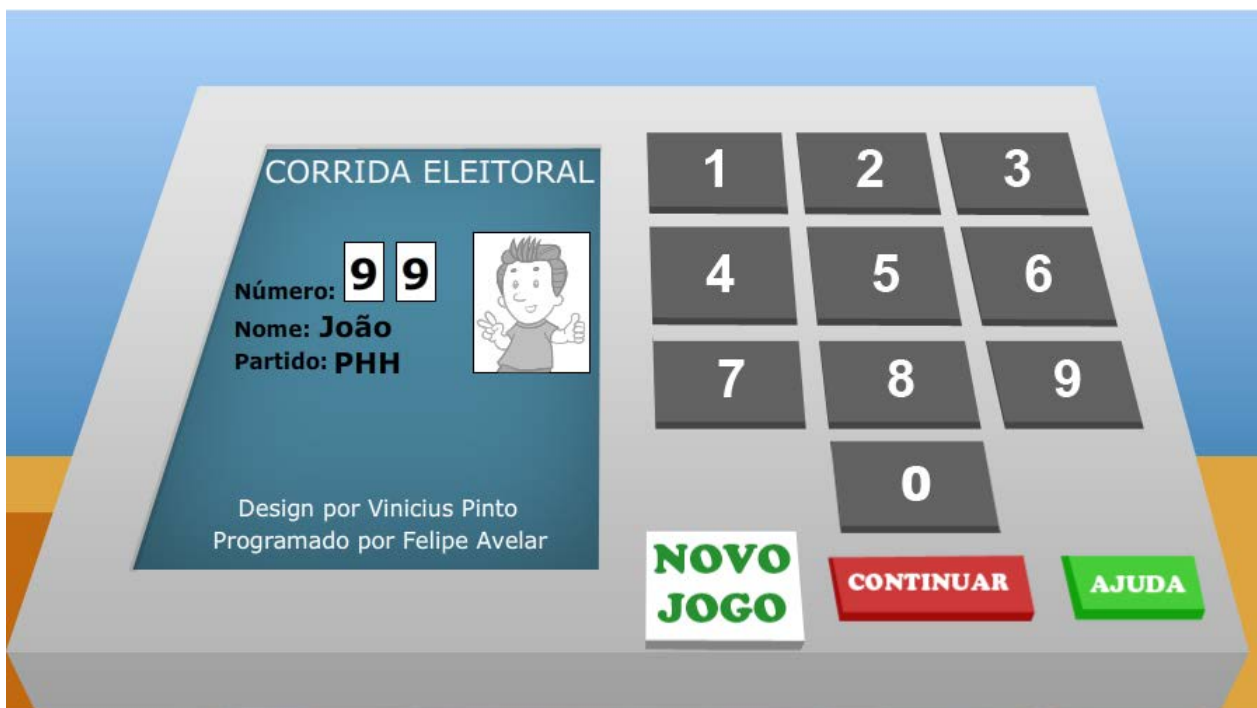 CORRIDA ELEITORAL
Número: 9 9
Nome: João
Partido: PHH
Design por Vinicius Pinto
Programado por Felipe Avelar
1 2 3
4 5 6
7 8 9
0
NOVO
JOGO
CONTINUAR
AJUDA